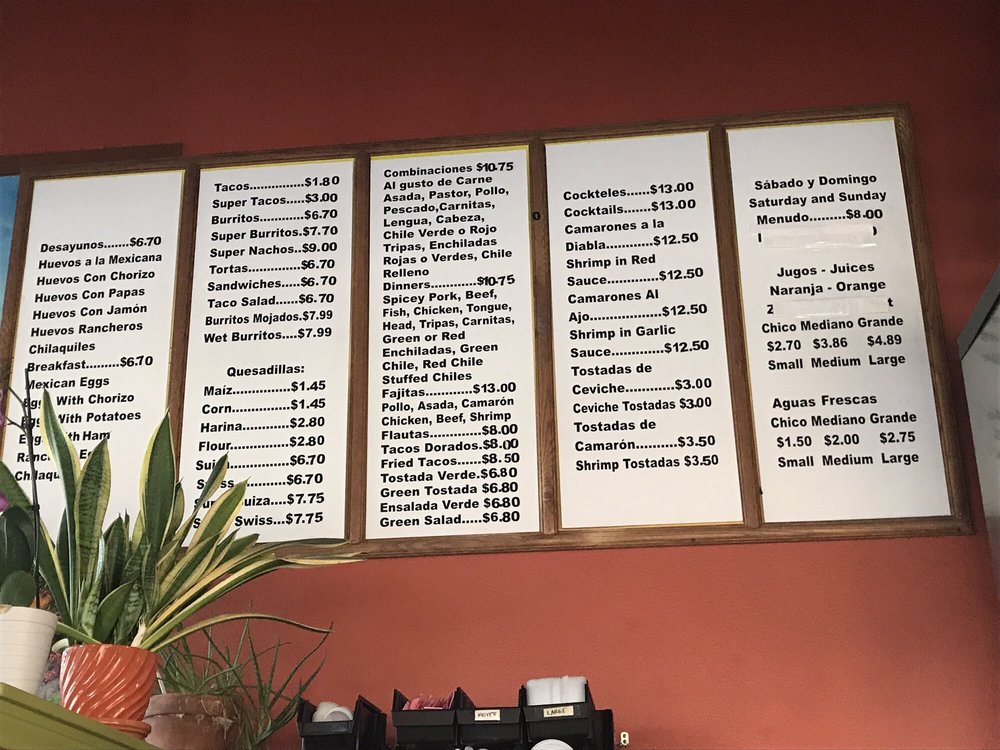 Desayunos.......$6.70
Huevos a la Mexicana
Huevos Con Chorizo
Huevos Con Papas
Huevos Con Jamón
Huevos Rancheros
Chilaquiles
Breakfast.........$6.70
Mexican Eggs
With Chorizo
With Potatoes
Ham
Tacos...............$1.80
Super Tacos.....$3.00
Burritos...........$6.70
Super Burritos.$7.70
Super Nachos..$9.00
Tortas..............$6.70
Sandwiches.....$6.70
Taco Salad......$6.70
Burritos Mojados.$7.99
Wet Burritos....$7.99
Quesadillas:
Maíz...............$1.45
Corn...............$1.45
Harina............$2.80
Flour..............$2.80
$6.70
$6.70
$7.75
Swiss...$7.75
Combinaciones $10.75
Al gusto de Carne
Asada, Pastor, Pollo,
Pescado,Carnitas,
Lengua, Cabeza,
Chile Verde o Rojo
Tripas, Enchiladas
Rojas o Verdes, Chile
Relleno
Dinners............$10.75
Spicey Pork, Beef,
Fish, Chicken, Tongue,
Head, Tripas, Carnitas,
Green or Red
Enchiladas, Green
Chile, Red Chile
Stuffed Chiles
Fajitas............$13.00
Pollo, Asada, Camarón
Chicken, Beef, Shrimp
Flautas............$8.00
Tacos Dorados.$8.00
Fried Tacos......$8.50
Tostada Verde.$6.80
Green Tostada $6.80
Ensalada Verde $6.80
Green Salad.....$6.80
Cockteles......$13.00
Cocktails.......$13.00
Camarones a la
Diabla............$12.50
Shrimp in Red
Sauce.............$12.50
Camarones Al
Ajo..................$12.50
Shrimp in Garlic
Sauce.............$12.50
Tostadas de
Ceviche............$3.00
Ceviche Tostadas $3.00
Tostadas de
Camarón..........$3.50
Shrimp Tostadas $3.50
Sábado y Domingo
Saturday and Sunday
Menudo.........$8.00
Jugos - Juices
Naranja - Orange
2 t
Chico Mediano Grande
$2.70 $3.86 $4.89
Small Medium Large
Aguas Frescas
Chico Mediano Grande
$1.50 $2.00 $2.75
Small Medium Large
KNIVES
LARGE